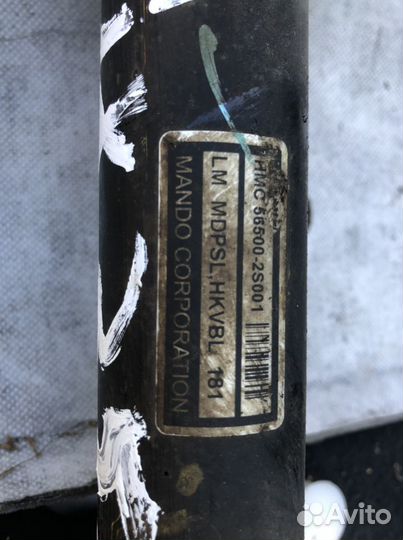 HMC 56500-2S001
LM MDPSL,HKVBL 181
MANDO CORPORATION
Avito